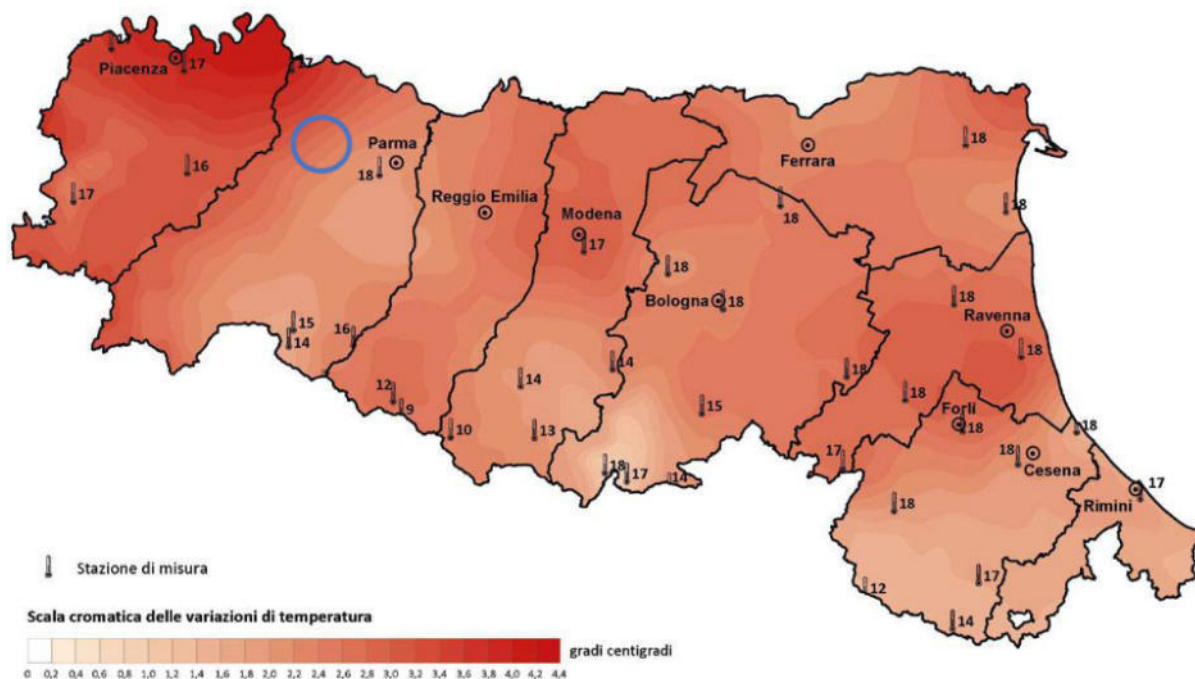 17
Piacenza
17
17
16
17
Parma
18
18
Ferrara
Reggio Emilia
18
18
Modena
17
18
Bologna
18
18
Ravenna
18
15
14
16
14
14
18
12
9
15
18
Forlì
18
18
10
13
17
18
Cesena
18
17
14
17
Rimini
18
12
17
14
Stazione di misura
Scala cromatica delle variazioni di temperatura
gradi centigradi
0 0,2 0,4 0,6 0,8 1,0 1,2 1,4 1,6 1,8 2,0 2,2 2,4 2,6 2,8 3,0 3,2 3,4 3,6 3,8 4,0 4,2 4,4